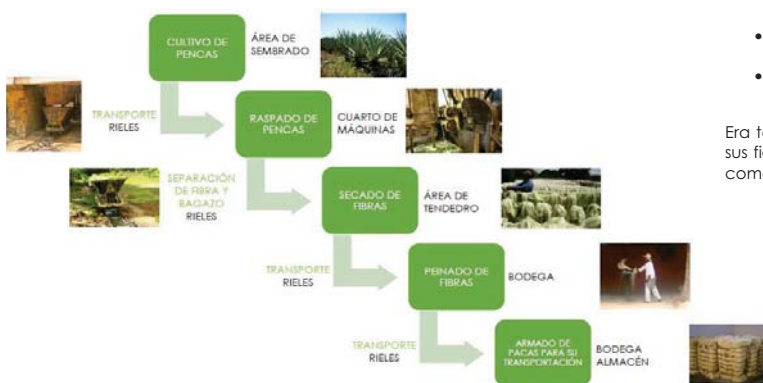 CULTIVO DE
PENCAS
ÁREA DE
SEMBRADO
TRANSPORTE
RIELES
RASPADO DE
PENCAS
CUARTO DE
MÁQUINAS
SEPARACIÓN
DE FIBRA Y
BAGAZO
RIELES
SECADO DE
FIBRAS
ÁREA DE
TENDEDRO
TRANSPORTE
RIELES
PEINADO DE
FIBRAS
BODEGA
TRANSPORTE
RIELES
ARMADO DE
PACAS PARA SU
TRANSPORTACIÓN
BODEGA
ALMACÉN
•
•
Era
sus